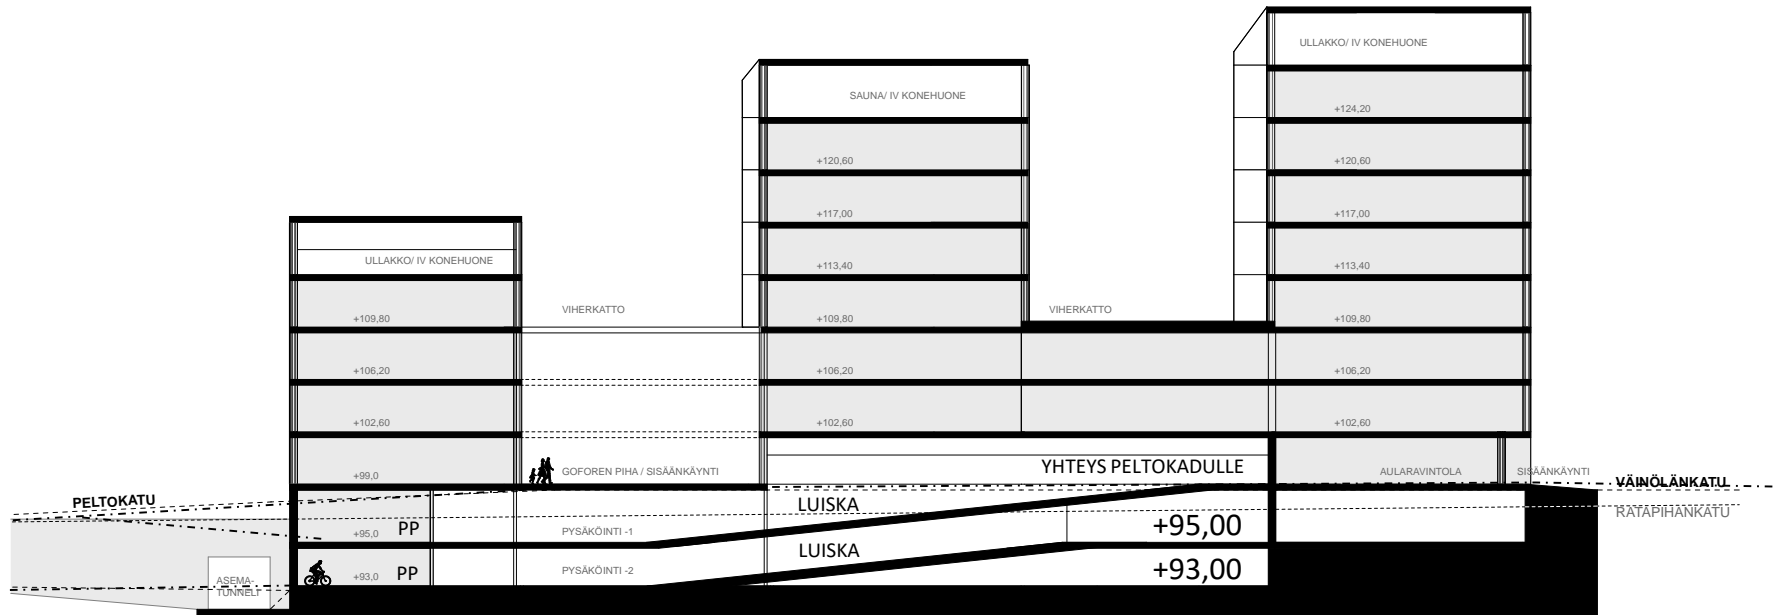 ULLAKKO/ IV KONEHUONE
SAUNA/ IV KONEHUONE
+124,20
+120,60
+120,60
+117,00
+117,00
ULLAKKO/ IV KONEHUONE
+113,40
+113,40
+109,80
VIHERKATTO
+109,80
VIHERKATTO
+109,80
+106,20
+106,20
+106,20
+102,60
+102,60
+102,60
+99,0
GOFOREN PIHA / SISÄÄNKÄYNTI
YHTEYS PELTOKADULLE
AULARAVINTOLA
SISÄÄNKÄYNTI
PELTOKATU
LUISKA
VÄINÖLÄNKATU
RATAPIHANKATU
+95,0
PP
PYSÄKÖINTI -1
+95,00
LUISKA
ASEMA-
TUNNELI
+93,0
PP
PYSÄKÖINTI -2
+93,00